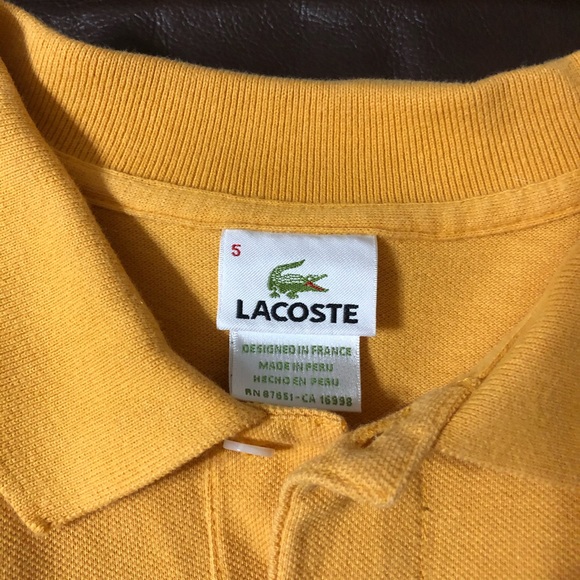 5
LACOSTE
DESIGNED IN FRANCE
MADE IN PERU
HECHO EN PERU
RN 87651-CA 16998